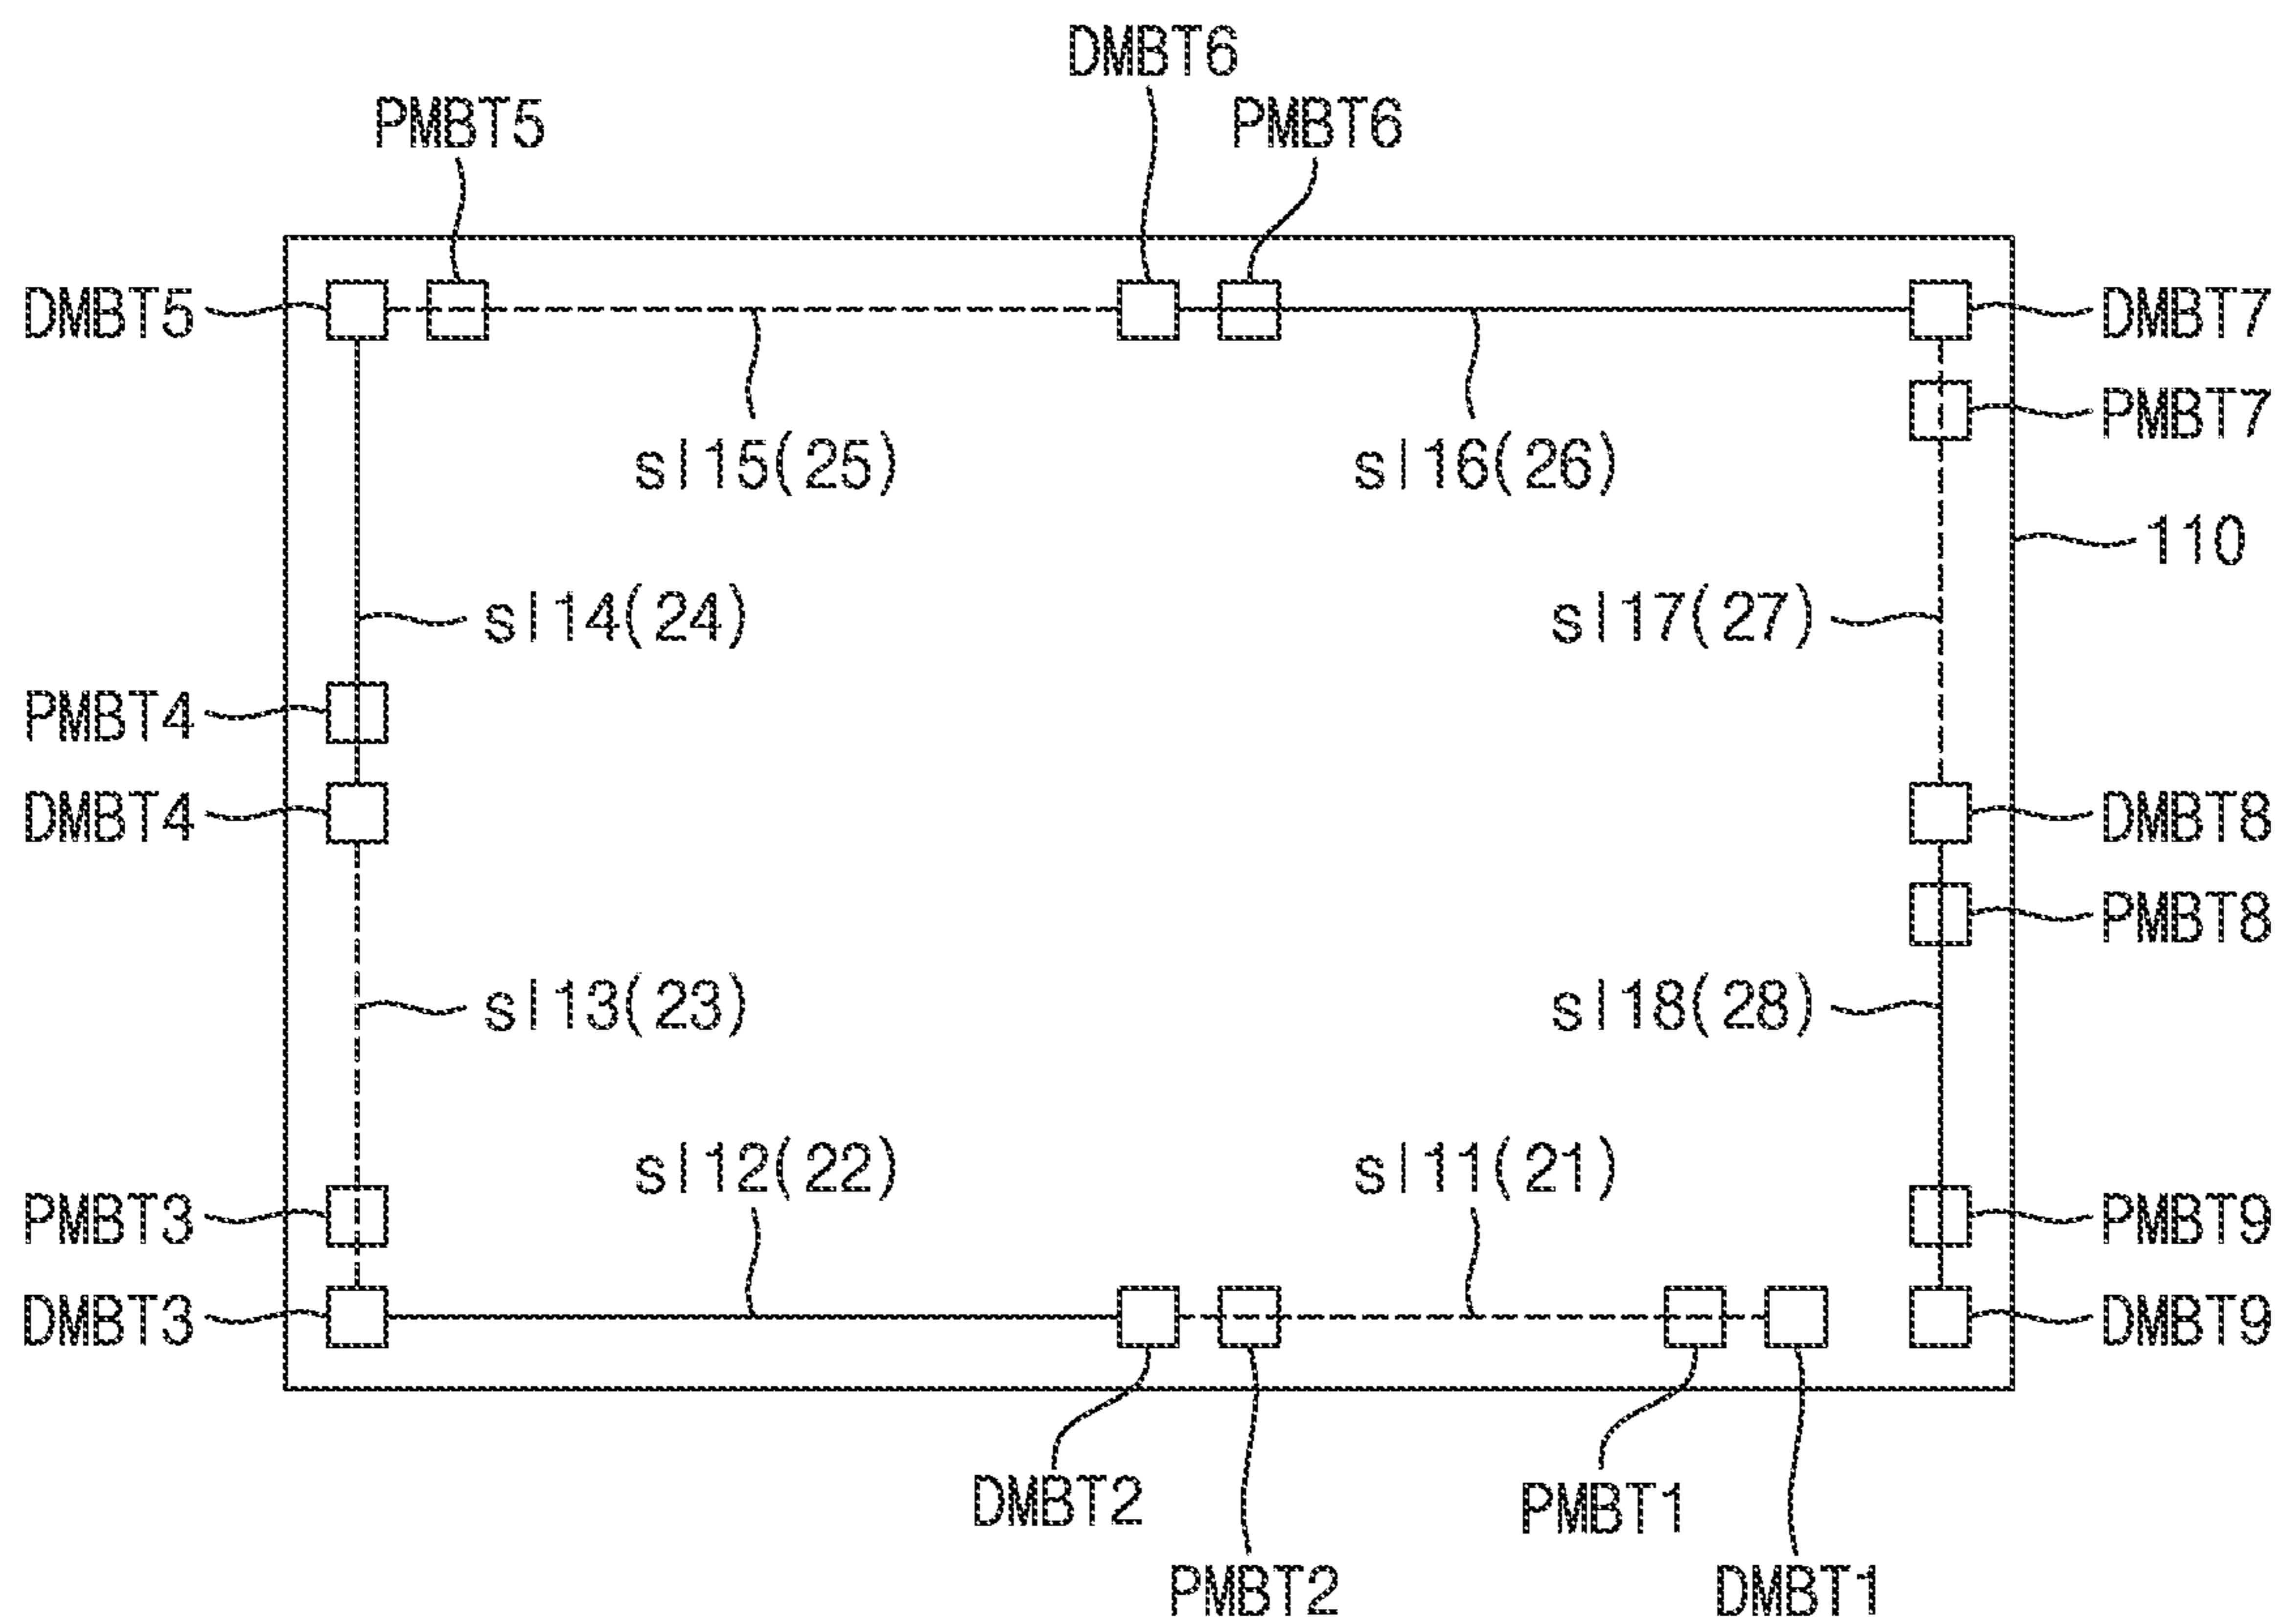 DMBT6
PMBT5
PMBT6
DMBT5
DMBT7
PMBT7
sl15(25)
sl16(26)
110
sl14(24)
sl17(27)
PMBT4
DMBT4
DMBT8
PMBT8
sl13(23)
sl18(28)
sl12(22)
sl11(21)
PMBT3
PMBT9
DMBT3
DMBT9
DMBT2
PMBT1
PMBT2
DMBT1